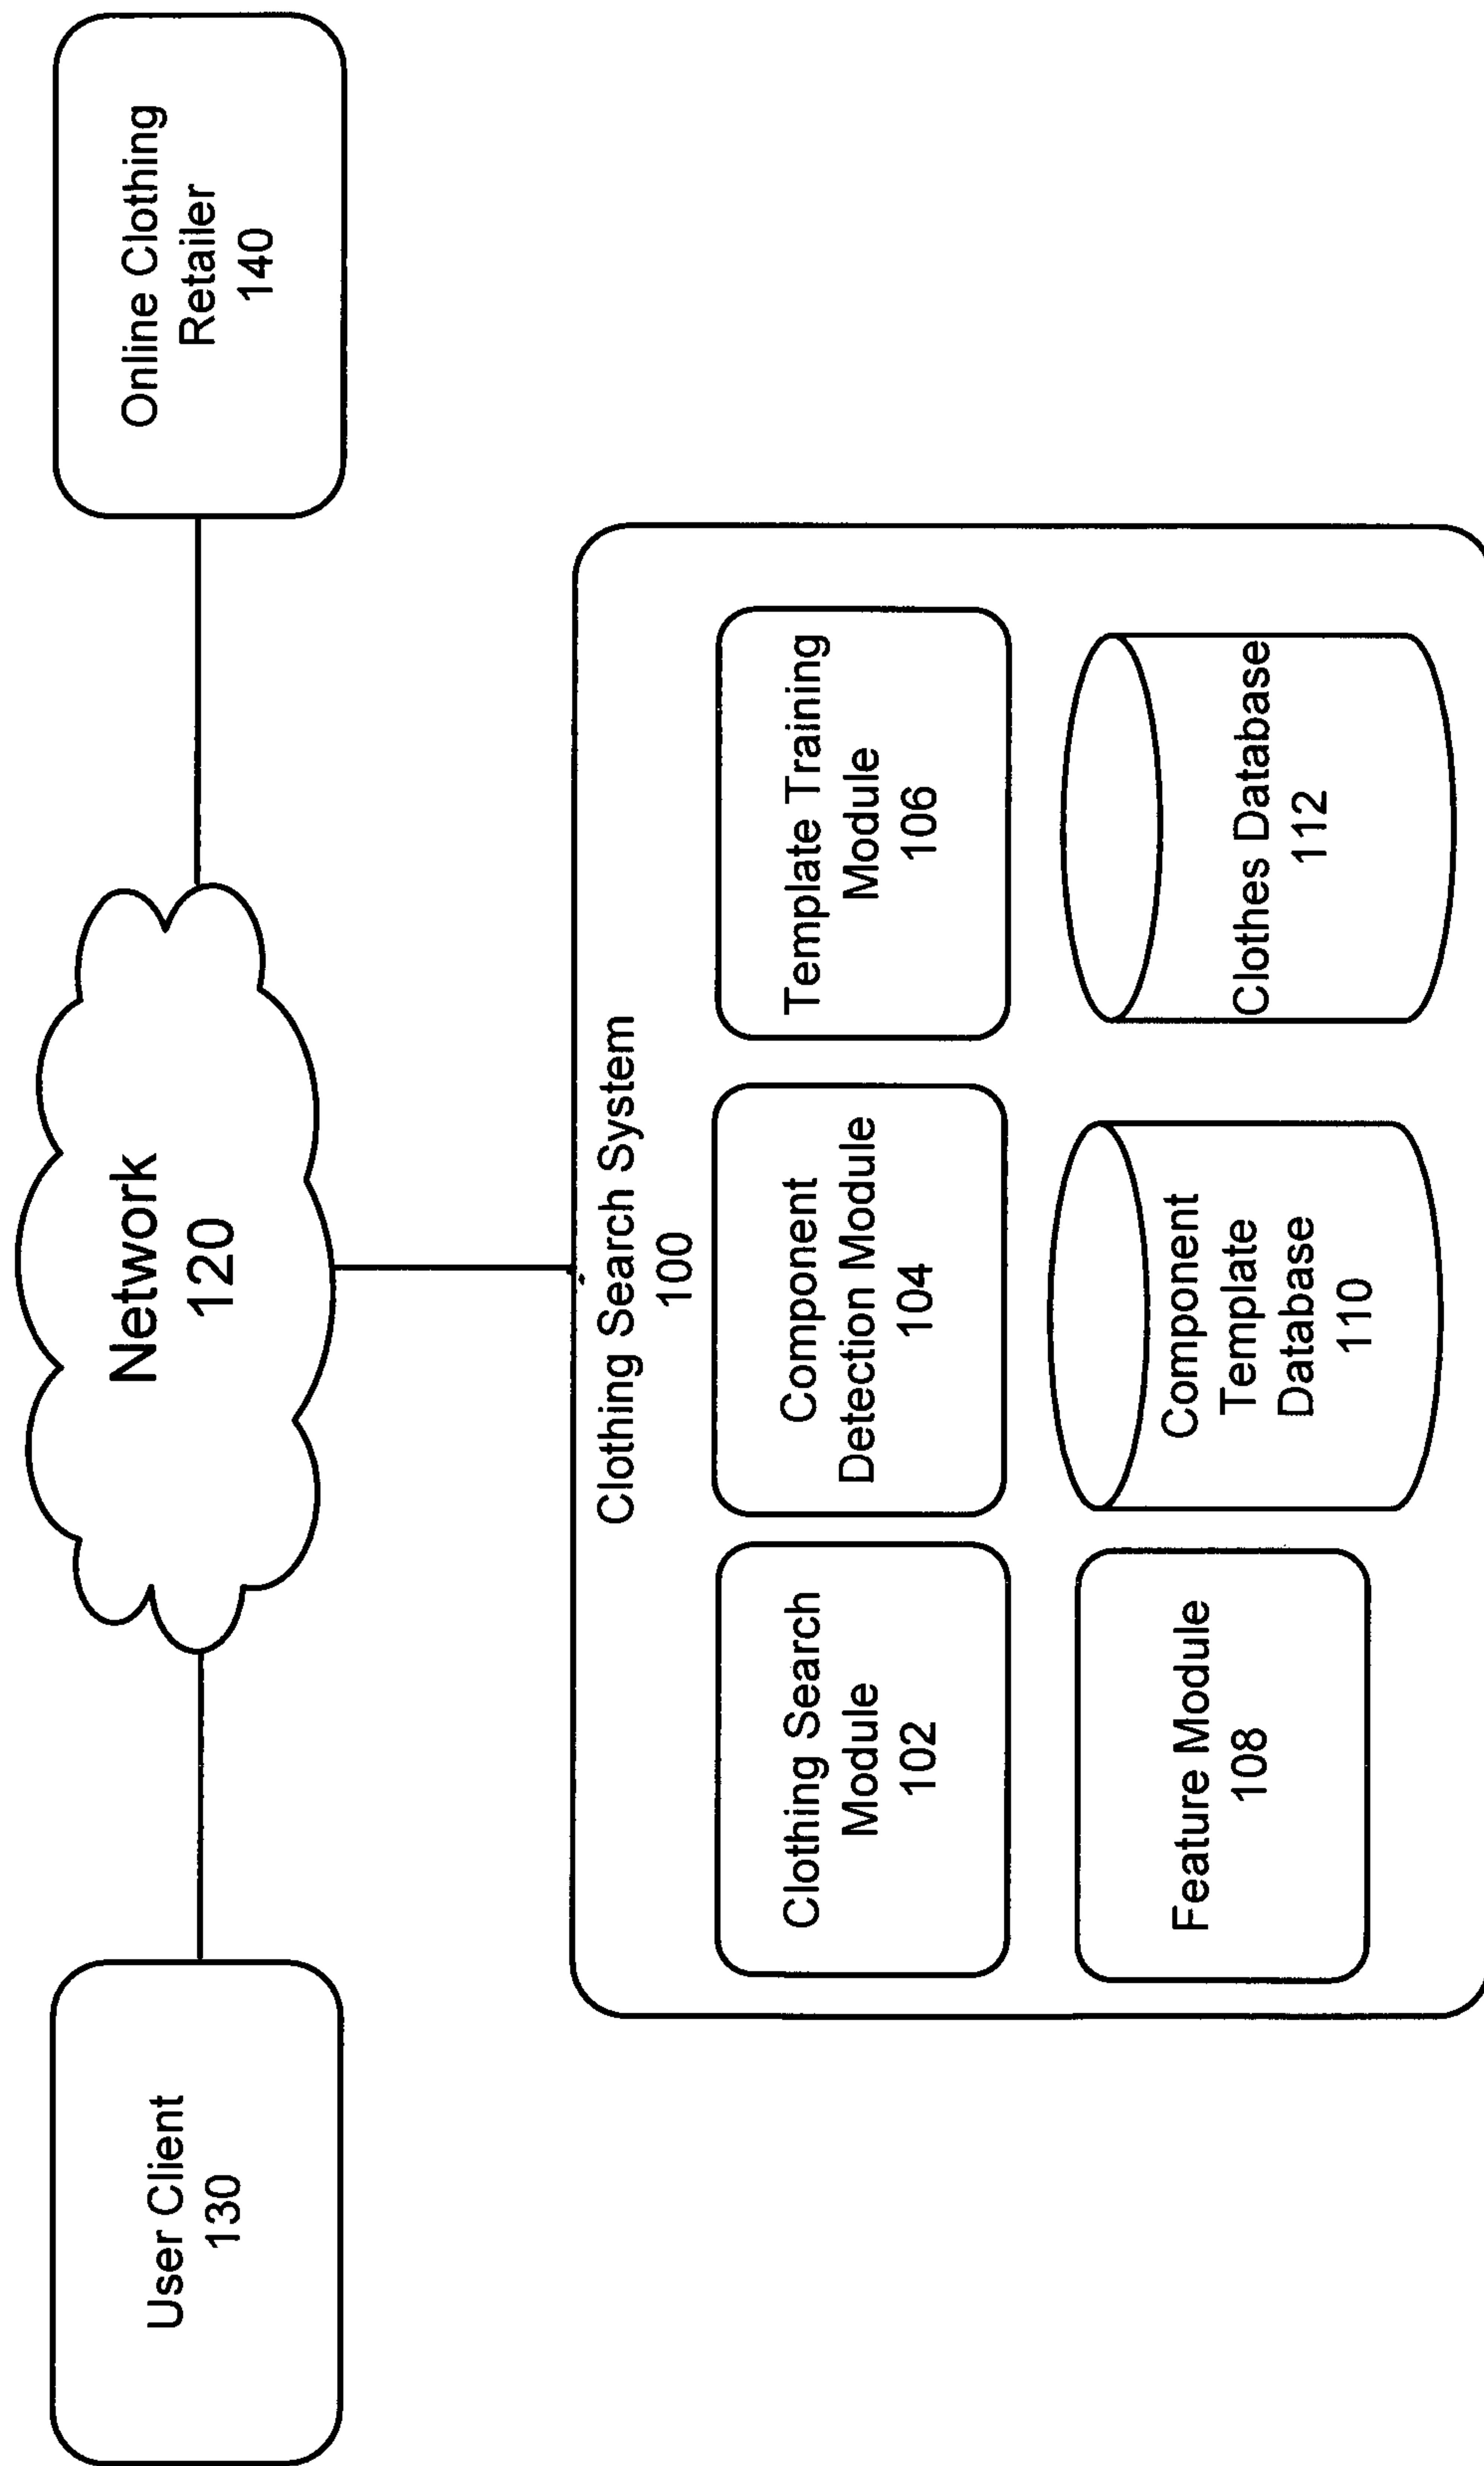 User Client
130
Network
120
Online Clothing
Retailer
140
Clothing Search System
100
Clothing Search
Module
102
Component
Detection Module
104
Template Training
Module
106
Feature Module
108
Component
Template
Database
110
Clothes Database
112